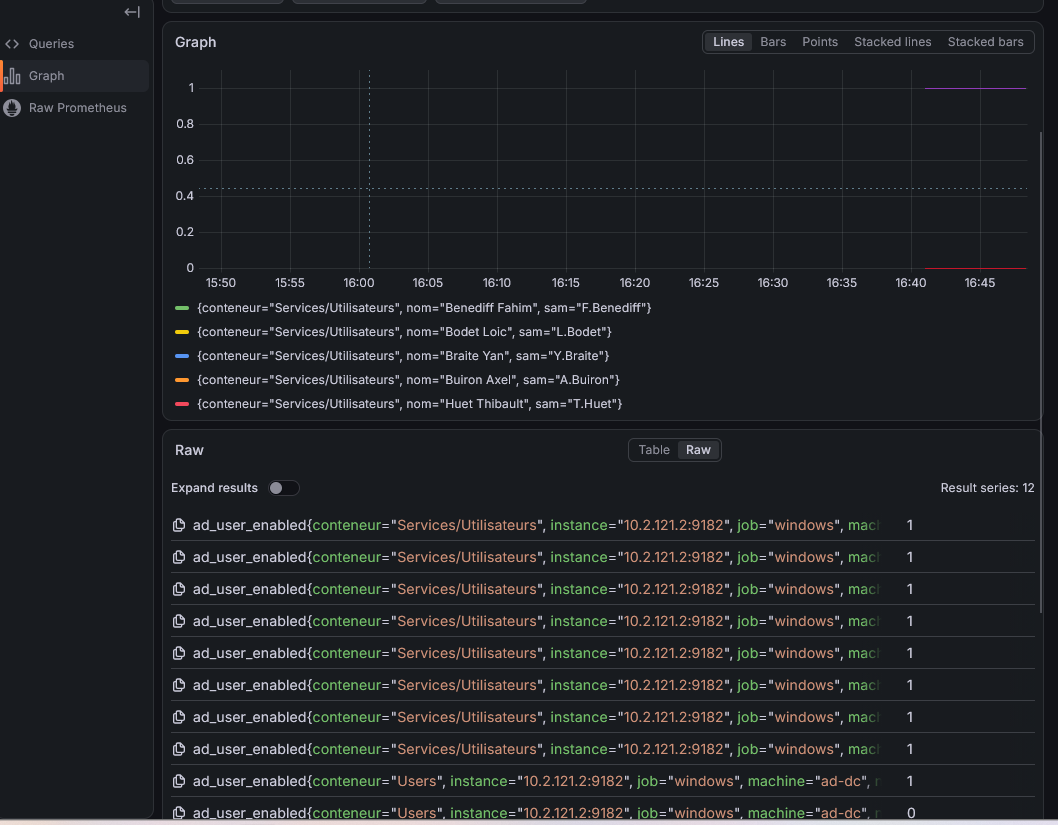 Queries
Graph
Raw Prometheus
Graph
Lines Bars Points Stacked lines Stacked bars
1
0.8
0.6
0.4
0.2
0
15:50 15:55 16:00 16:05 16:10 16:15 16:20 16:25 16:30 16:35 16:40 16:45
{conteneur="Services/Utilisateurs", nom="Benediff Fahim", sam="F.Benediff"}
{conteneur="Services/Utilisateurs", nom="Bodet Loic", sam="L.Bodet"}
{conteneur="Services/Utilisateurs", nom="Braite Yan", sam="Y.Braite"}
{conteneur="Services/Utilisateurs", nom="Buiron Axel", sam="A.Buiron"}
{conteneur="Services/Utilisateurs", nom="Huet Thibault", sam="T.Huet"}
Raw
Table Raw
Expand results
Result series: 12
ad_user_enabled{conteneur="Services/Utilisateurs", instance="10.2.121.2:9182", job="windows", mac 1
ad_user_enabled{conteneur="Services/Utilisateurs", instance="10.2.121.2:9182", job="windows", mac 1
ad_user_enabled{conteneur="Services/Utilisateurs", instance="10.2.121.2:9182", job="windows", mac 1
ad_user_enabled{conteneur="Services/Utilisateurs", instance="10.2.121.2:9182", job="windows", mac 1
ad_user_enabled{conteneur="Services/Utilisateurs", instance="10.2.121.2:9182", job="windows", mac 1
ad_user_enabled{conteneur="Services/Utilisateurs", instance="10.2.121.2:9182", job="windows", mac 1
ad_user_enabled{conteneur="Services/Utilisateurs", instance="10.2.121.2:9182", job="windows", mac 1
ad_user_enabled{conteneur="Services/Utilisateurs", instance="10.2.121.2:9182", job="windows", mac 1
ad_user_enabled{conteneur="Users", instance="10.2.121.2:9182", job="windows", machine="ad-dc", 1
ad_user_enabled{conteneur="Users", instance="10.2.121.2:9182", job="windows", machine="ad-dc", 0